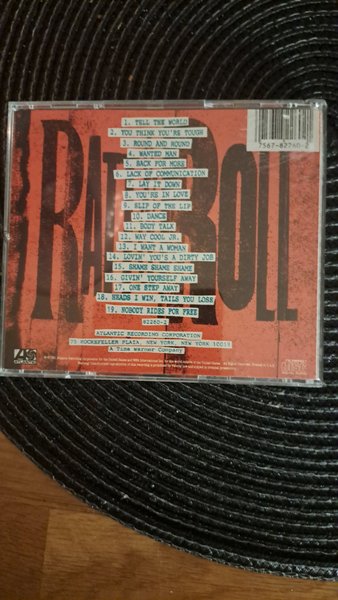 RAT
ROLL
7567-82260-2
1. TELL THE WORLD
2. YOU THINK YOU'RE TOUGH
3. ROUND AND ROUND
4. WANTED MAN
5. BACK FOR MORE
6. LACK OF COMMUNICATION
7. LAY IT DOWN
8. YOU'RE IN LOVE
9. SLIP OF THE LIP
10. DANCE
11. BODY TALK
12. WAY COOL JR.
13. I WANT A WOMAN
14. LOVIN' YOU'S A DIRTY JOB
15. SHAME SHAME SHAME
16. GIVIN' YOURSELF AWAY
17. ONE STEP AWAY
18. HEADS I WIN, TAILS YOU LOSE
19. NOBODY RIDES FOR FREE
82260-2
ATLANTIC RECORDING CORPORATION
75 ROCKEFELLER PLAZA, NEW YORK, NEW YORK 10019
A Time Warner Company